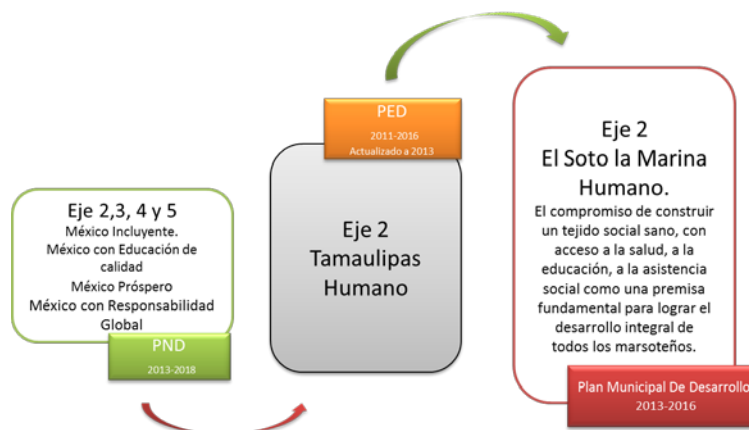 Eje 2,3, 4 y 5
México Incluyente.
México con Educación de
calidad
México Próspero
México con Responsabilidad
Global
PND
2013-2018
PED
2011-2016
Actualizado a 2013
Eje 2
Tamaulipas
Humano
Eje 2
El Soto la Marina
Humano.
El compromiso de construir
un tejido social sano, con
acceso a la salud, a la
educación, a la asistencia
social como una premisa
fundamental para lograr el
desarrollo integral de
todos los marsoteños.
Plan Municipal De Desarrollo
2013-2016